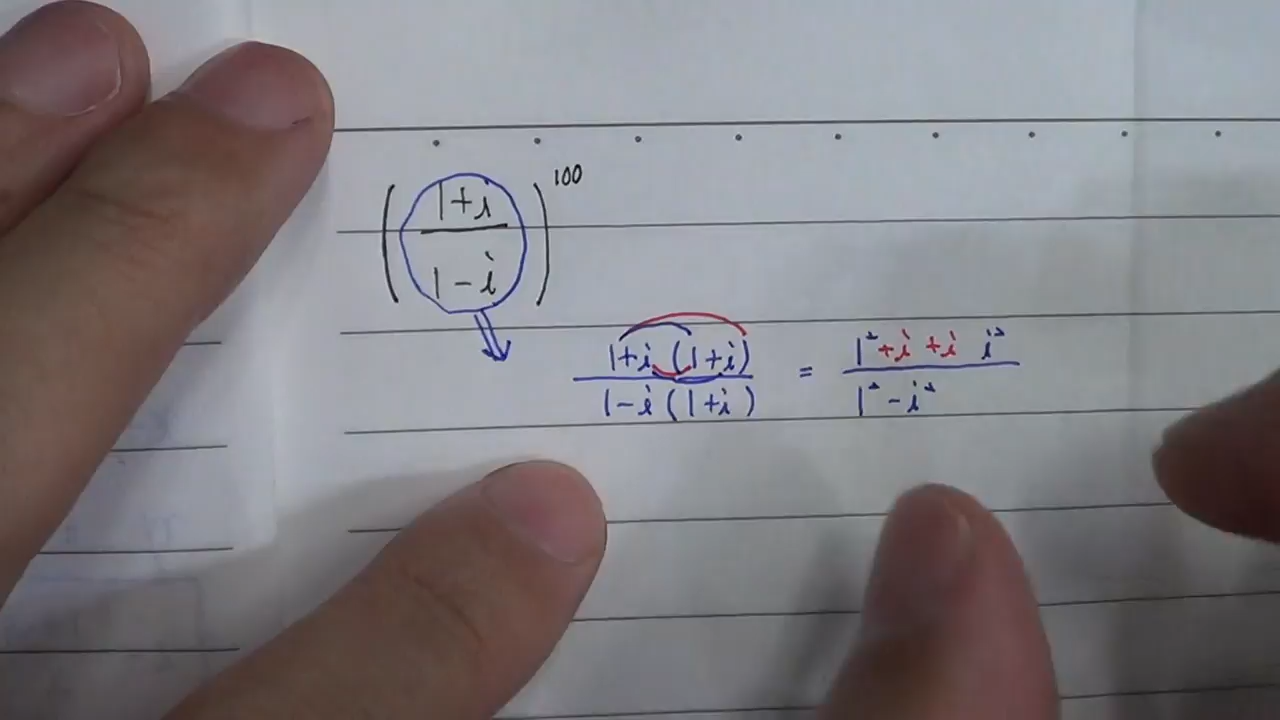 (1+i / 1-i)^100
1+i (1+i) / 1-i (1+i) = 1² +i +i i² / 1² - i²